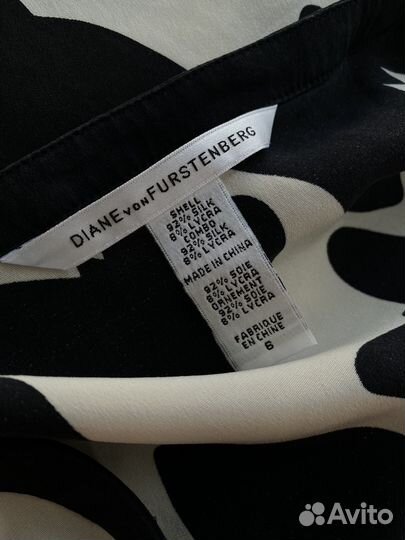 DIANE VON FURSTENBERG
SHELL
92% SILK
8% LYCRA
COMBO
92% SILK
8% LYCRA
MADE IN CHINA
92% SOIE
8% LYCRA
ORNEMENT
92% SOIE
8% LYCRA
FABRIQUE
EN CHINE
6
Avito